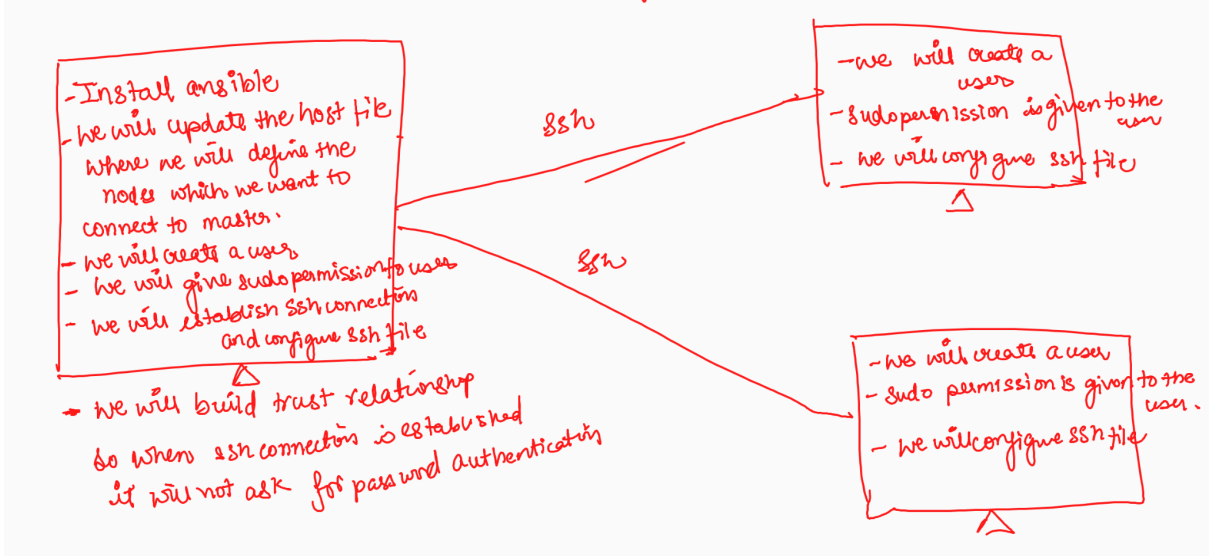 - Install ansible
- we will update the host file
where we will define the
nodes which we want to
connect to master.
- we will create a user
- we will give sudo permission to user
- we will establish ssh connection
and configure ssh file
- we will build trust relationship
so when ssh connection is established
it will not ask for password authentication
ssh
ssh
- we will create a
users
- sudo permission is given to the
user
- we will configure ssh file
- we will create a user
- sudo permission is given to the
user.
- we will configure ssh file